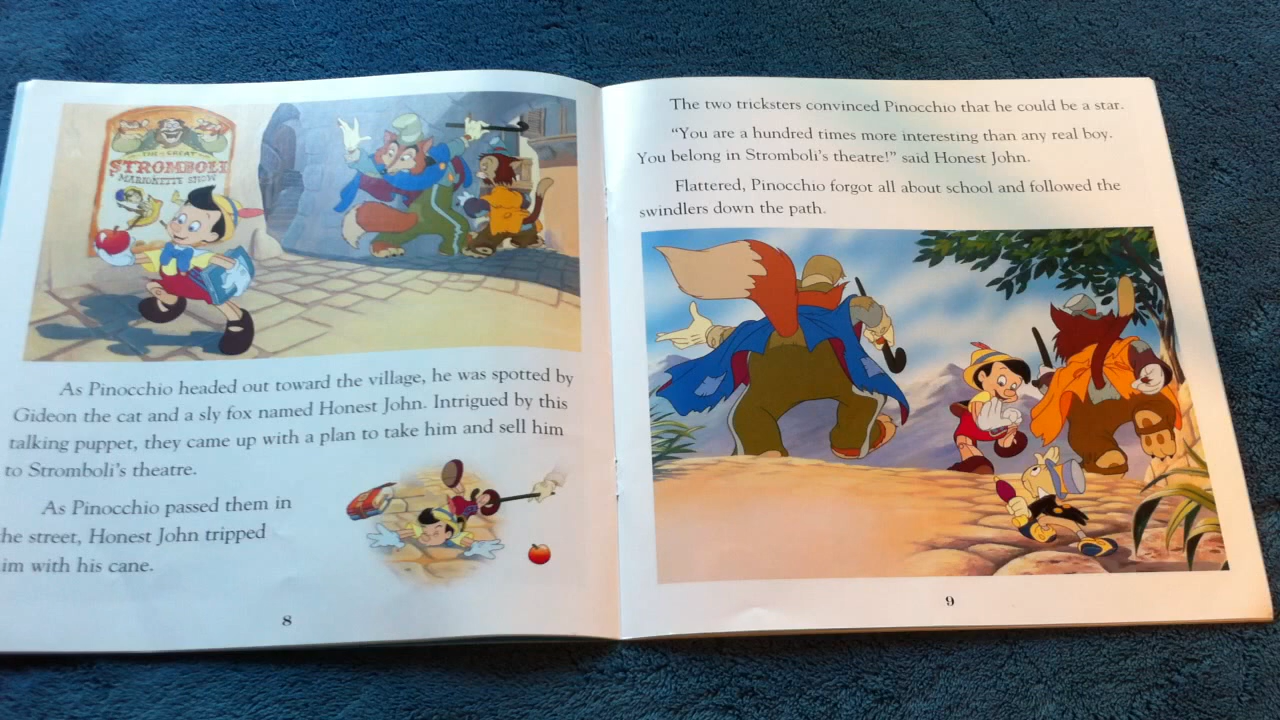 THE GREAT
STROMBOLI
MARIONETTE SHOW
As Pinocchio headed out toward the village, he was spotted by
Gideon the cat and a sly fox named Honest John. Intrigued by this
talking puppet, they came up with a plan to take him and sell him
to Stromboli's theatre.
As Pinocchio passed them in
he street, Honest John tripped
im with his cane.
8
The two tricksters convinced Pinocchio that he could be a star.
“You are a hundred times more interesting than any real boy.
You belong in Stromboli's theatre!” said Honest John.
Flattered, Pinocchio forgot all about school and followed the
swindlers down the path.
9